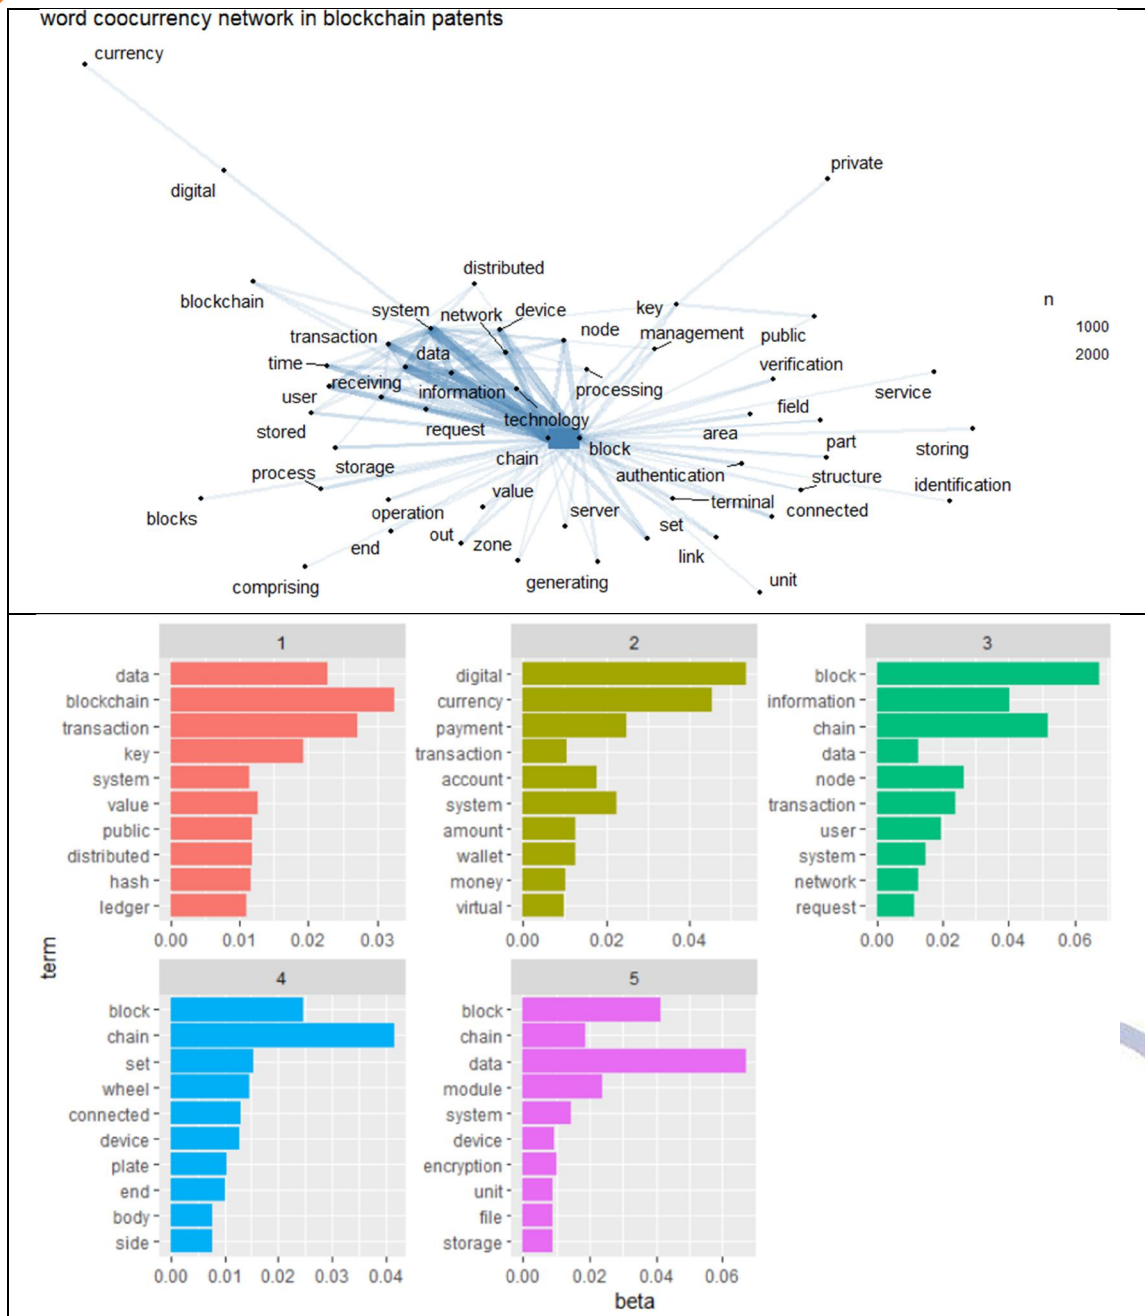 word coocurrency network in blockchain patents
currency
digital
private
distributed
blockchain
system
network
device
key
n
transaction
node
management
public
1000
2000
time
data
verification
receiving
information
processing
service
user
field
stored
request
technology
area
part
storing
process
storage
chain
block
authentication
structure
identification
blocks
operation
value
server
set
terminal
connected
end
out
zone
link
comprising
generating
unit
1
data
blockchain
transaction
key
system
value
public
distributed
hash
ledger
0.00 0.01 0.02 0.03
2
digital
currency
payment
transaction
account
system
amount
wallet
money
virtual
0.00 0.02 0.04
3
block
information
chain
data
node
transaction
user
system
network
request
0.00 0.02 0.04 0.06
term
4
block
chain
set
wheel
connected
device
plate
end
body
side
0.00 0.01 0.02 0.03 0.04
5
block
chain
data
module
system
device
encryption
unit
file
storage
0.00 0.02 0.04 0.06
beta